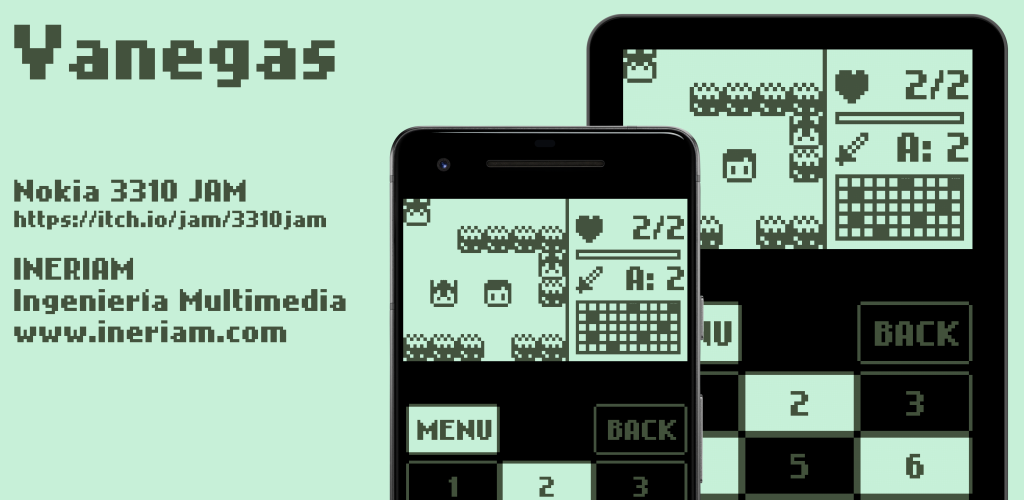 Vanegas
Nokia 3310 JAM
https://itch.io/jam/3310jam
INERIAM
Ingeniería Multimedia
www.ineriam.com
2/2
A: 2
MENU
BACK
1
2
3
2/2
A: 2
NU
BACK
2
3
5
6